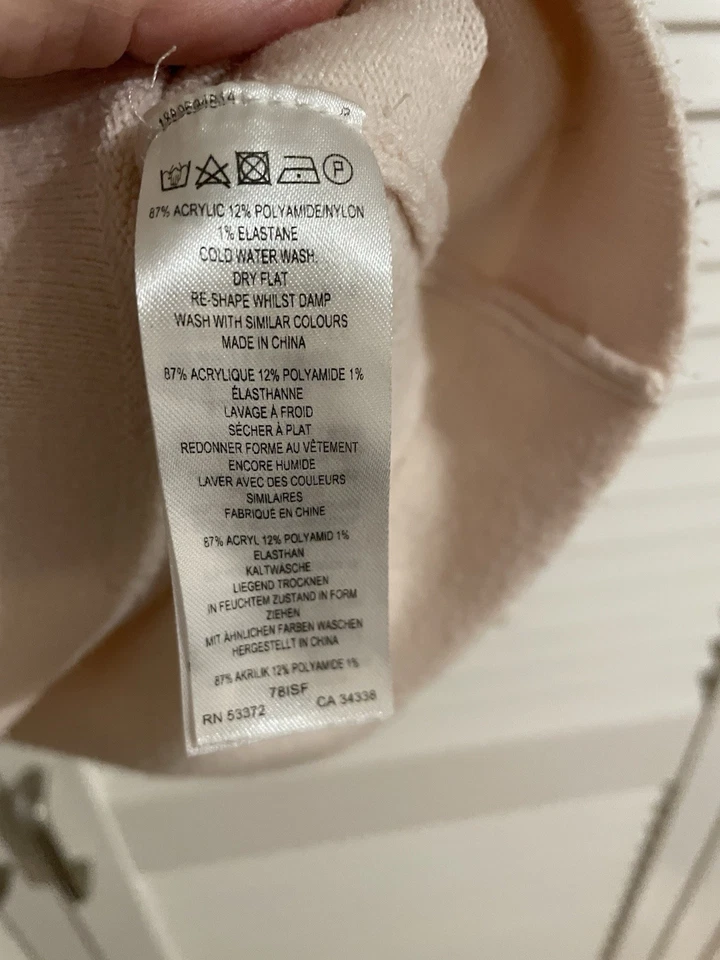 87% ACRYLIC 12% POLYAMIDE/NYLON
1% ELASTANE
COLD WATER WASH.
DRY FLAT
RE-SHAPE WHILST DAMP
WASH WITH SIMILAR COLOURS
MADE IN CHINA
87% ACRYLIQUE 12% POLYAMIDE 1%
ÉLASTHANNE
LAVAGE À FROID
SÉCHER À PLAT
REDONNER FORME AU VÊTEMENT
ENCORE HUMIDE
LAVER AVEC DES COULEURS
SIMILAIRES
FABRIQUÉ EN CHINE
87% ACRYL 12% POLYAMID 1%
ELASTHAN
KALTWÄSCHE
LIEGEND TROCKNEN
IN FEUCHTEM ZUSTAND IN FORM
ZIEHEN
MIT ÄHNLICHEN FARBEN WASCHEN
HERGESTELLT IN CHINA
87% AKRILIK 12% POLYAMIDE 1%
78ISF
RN 53372 CA 34338